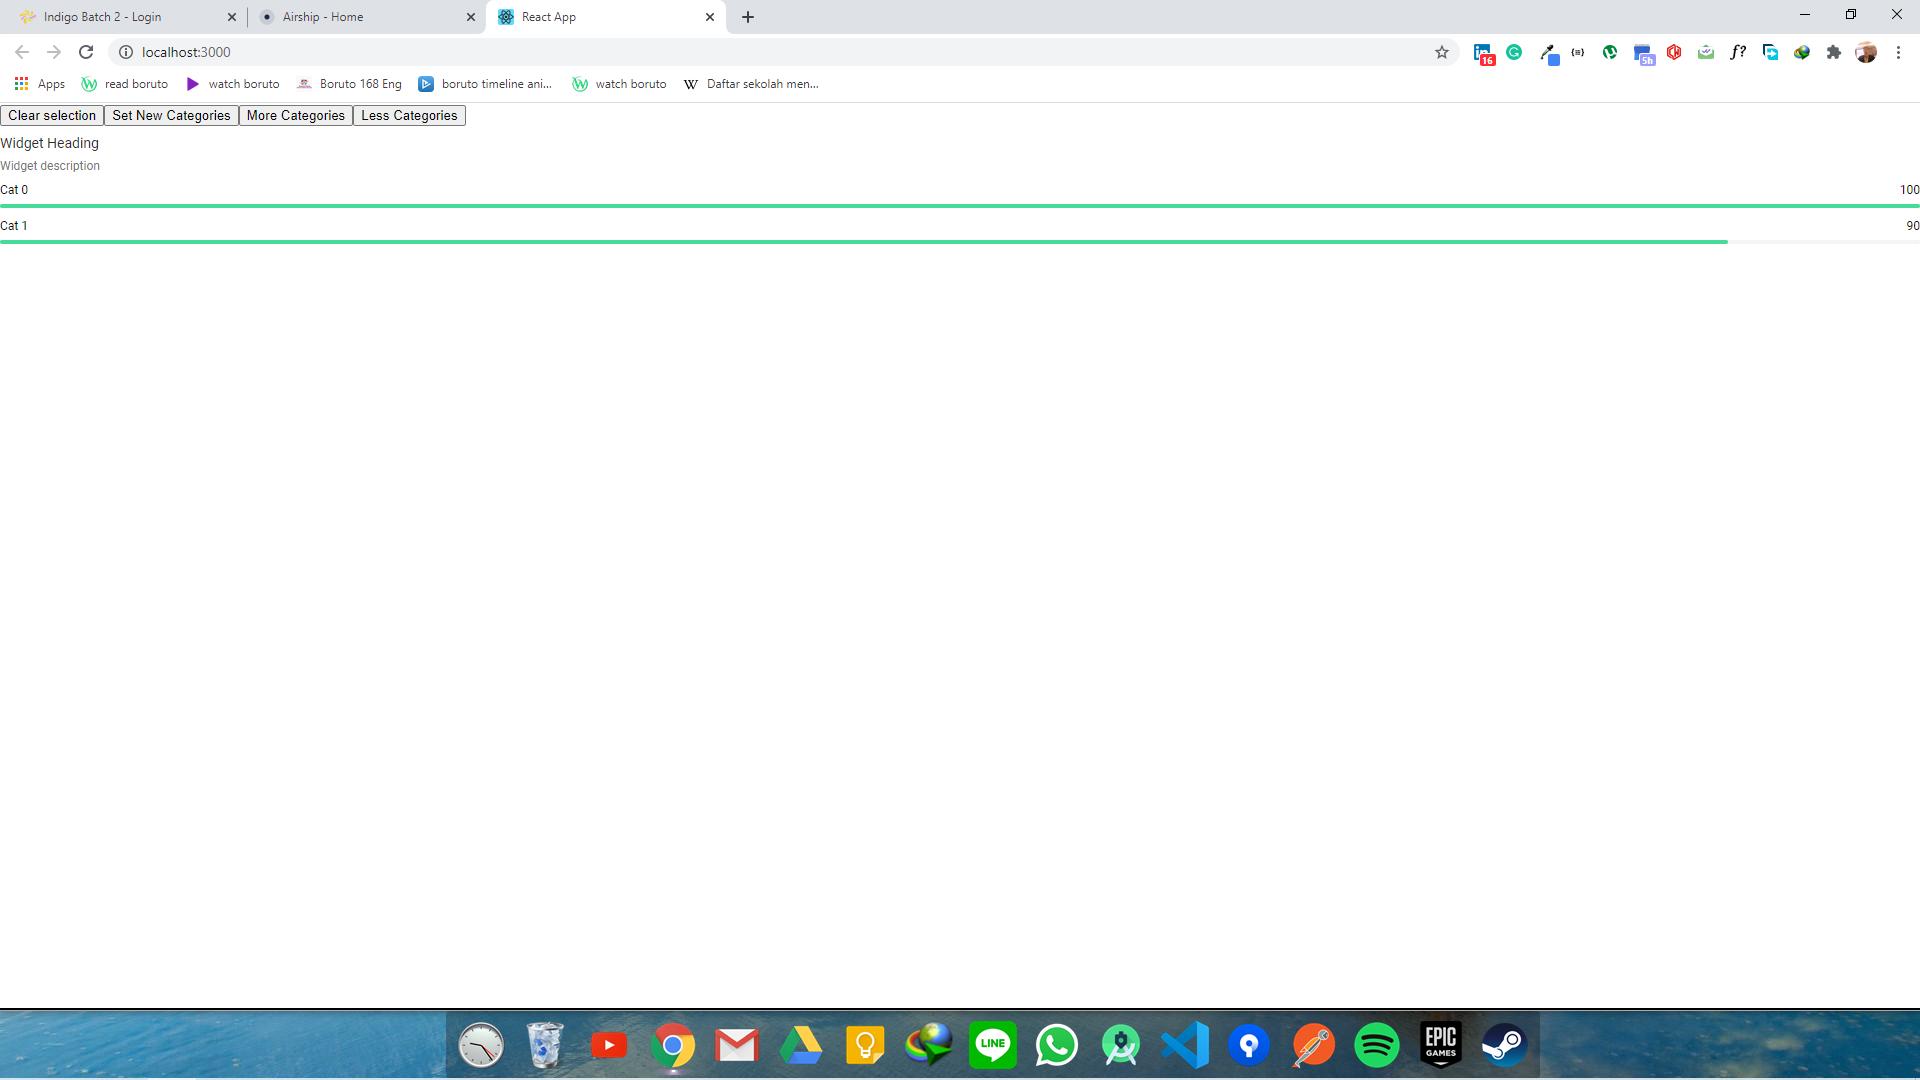 Indigo Batch 2 - Login
Airship - Home
React App
localhost:3000
16
5h
f?
Apps
read boruto
watch boruto
Boruto 168 Eng
boruto timeline ani...
watch boruto
W
Daftar sekolah men...
Clear selection
Set New Categories
More Categories
Less Categories
Widget Heading
Widget description
Cat 0
100
Cat 1
90
LINE
EPIC
GAMES